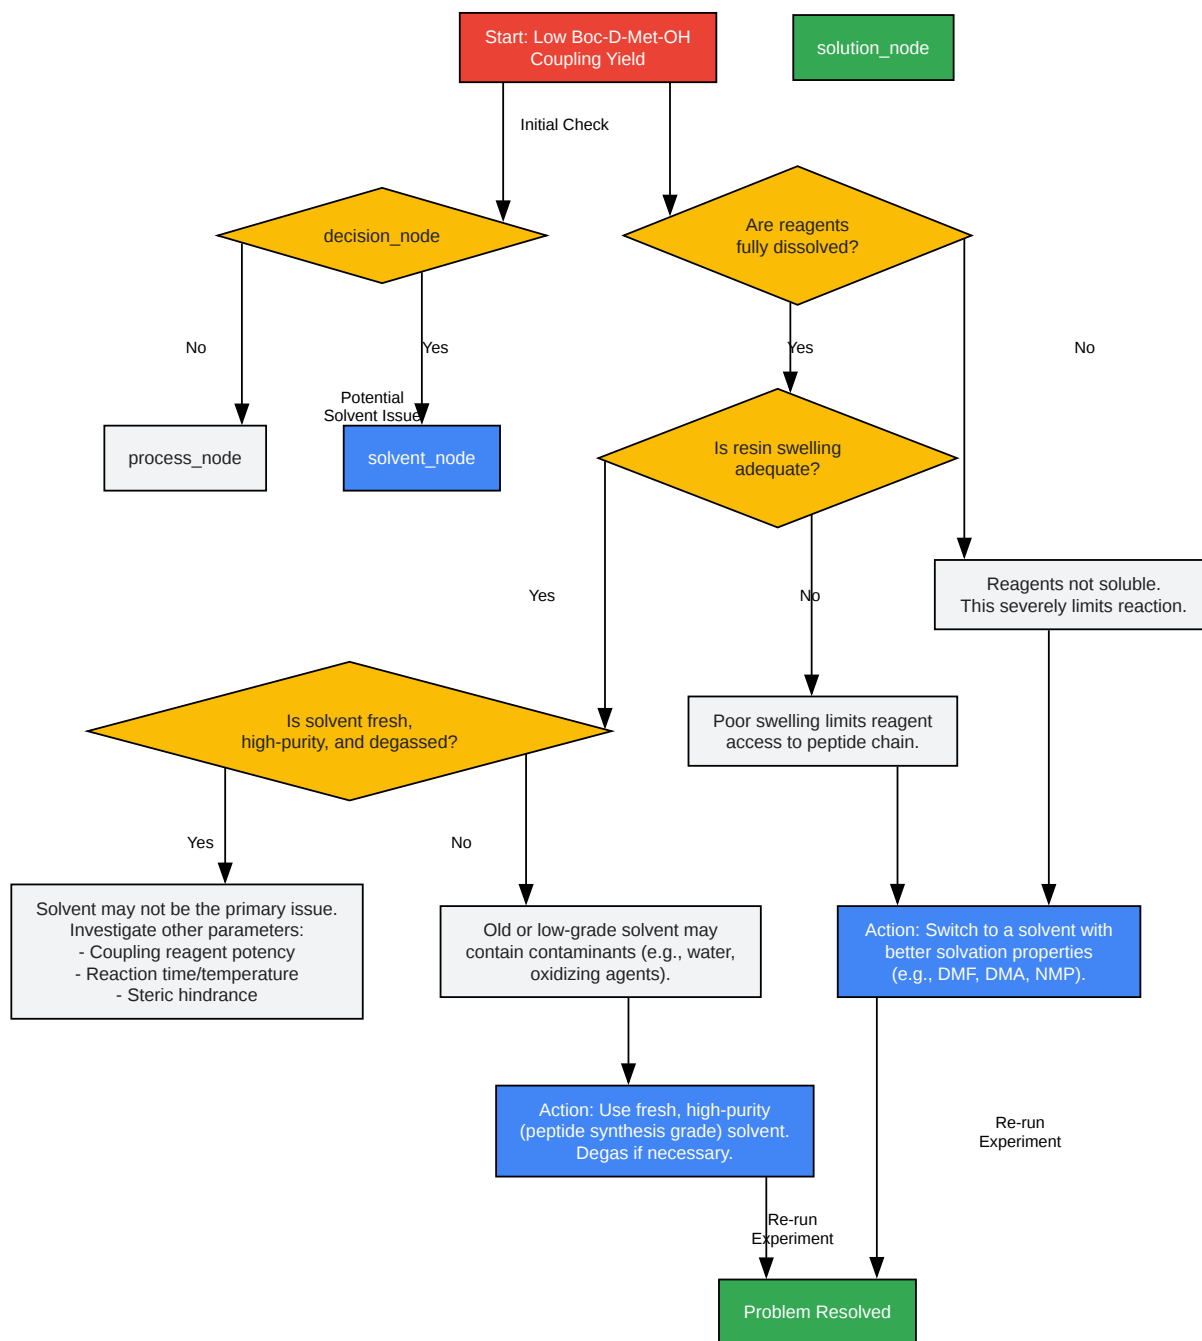 Start: Low Boc-D-Met-OH
Coupling Yield
solution_node
Initial Check
decision_node
Are reagents
fully dissolved?
No
Yes
Yes
No
Potential
Solvent Issue
process_node
solvent_node
Is resin swelling
adequate?
Yes
No
Reagents not soluble.
This severely limits reaction.
Is solvent fresh,
high-purity, and degassed?
Poor swelling limits reagent
access to peptide chain.
Yes
No
Solvent may not be the primary issue.
Investigate other parameters:
- Coupling reagent potency
- Reaction time/temperature
- Steric hindrance
Old or low-grade solvent may
contain contaminants (e.g., water,
oxidizing agents).
Action: Switch to a solvent with
better solvation properties
(e.g., DMF, DMA, NMP).
Action: Use fresh, high-purity
(peptide synthesis grade) solvent.
Degas if necessary.
Re-run
Experiment
Re-run
Experiment
Problem Resolved